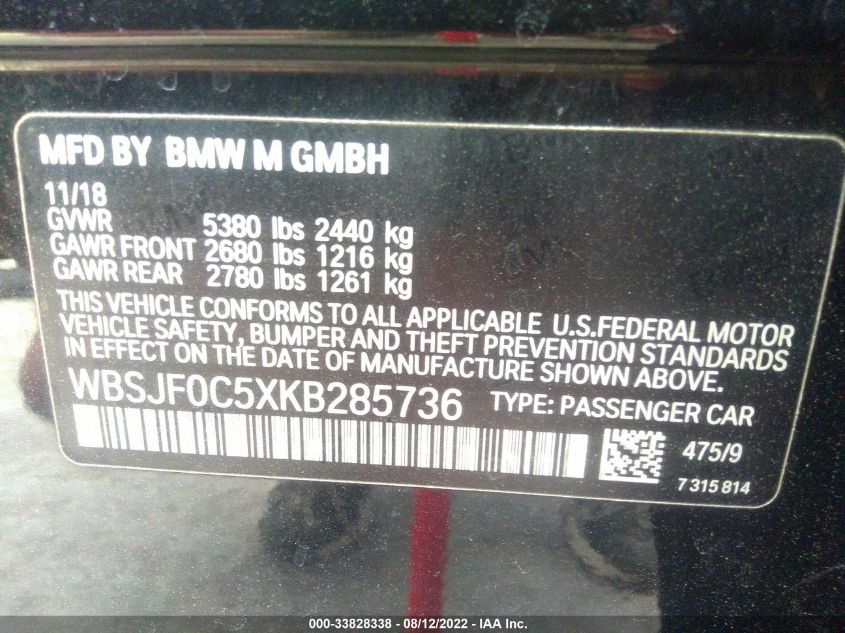 MFD BY BMW M GMBH
11/18
GVWR 5380 lbs 2440 kg
GAWR FRONT 2680 lbs 1216 kg
GAWR REAR 2780 lbs 1261 kg
THIS VEHICLE CONFORMS TO ALL APPLICABLE U.S.FEDERAL MOTOR
VEHICLE SAFETY, BUMPER AND THEFT PREVENTION STANDARDS
IN EFFECT ON THE DATE OF MANUFACTURE SHOWN ABOVE.
WBSJF0C5XKB285736 TYPE: PASSENGER CAR
475/9
7 315 814
000-33828338 - 08/12/2022 - IAA Inc.